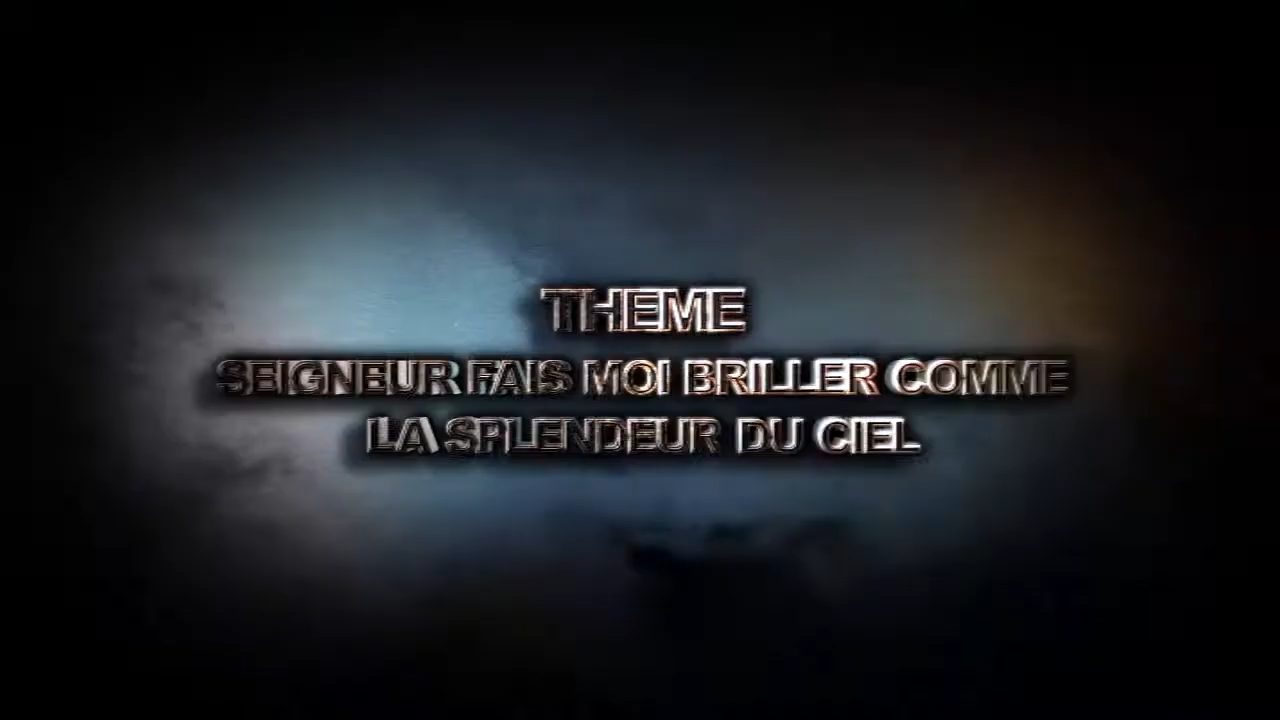 THEME
SEIGNEUR FAIS MOI BRILLER COMME
LA SPLENDEUR DU CIEL